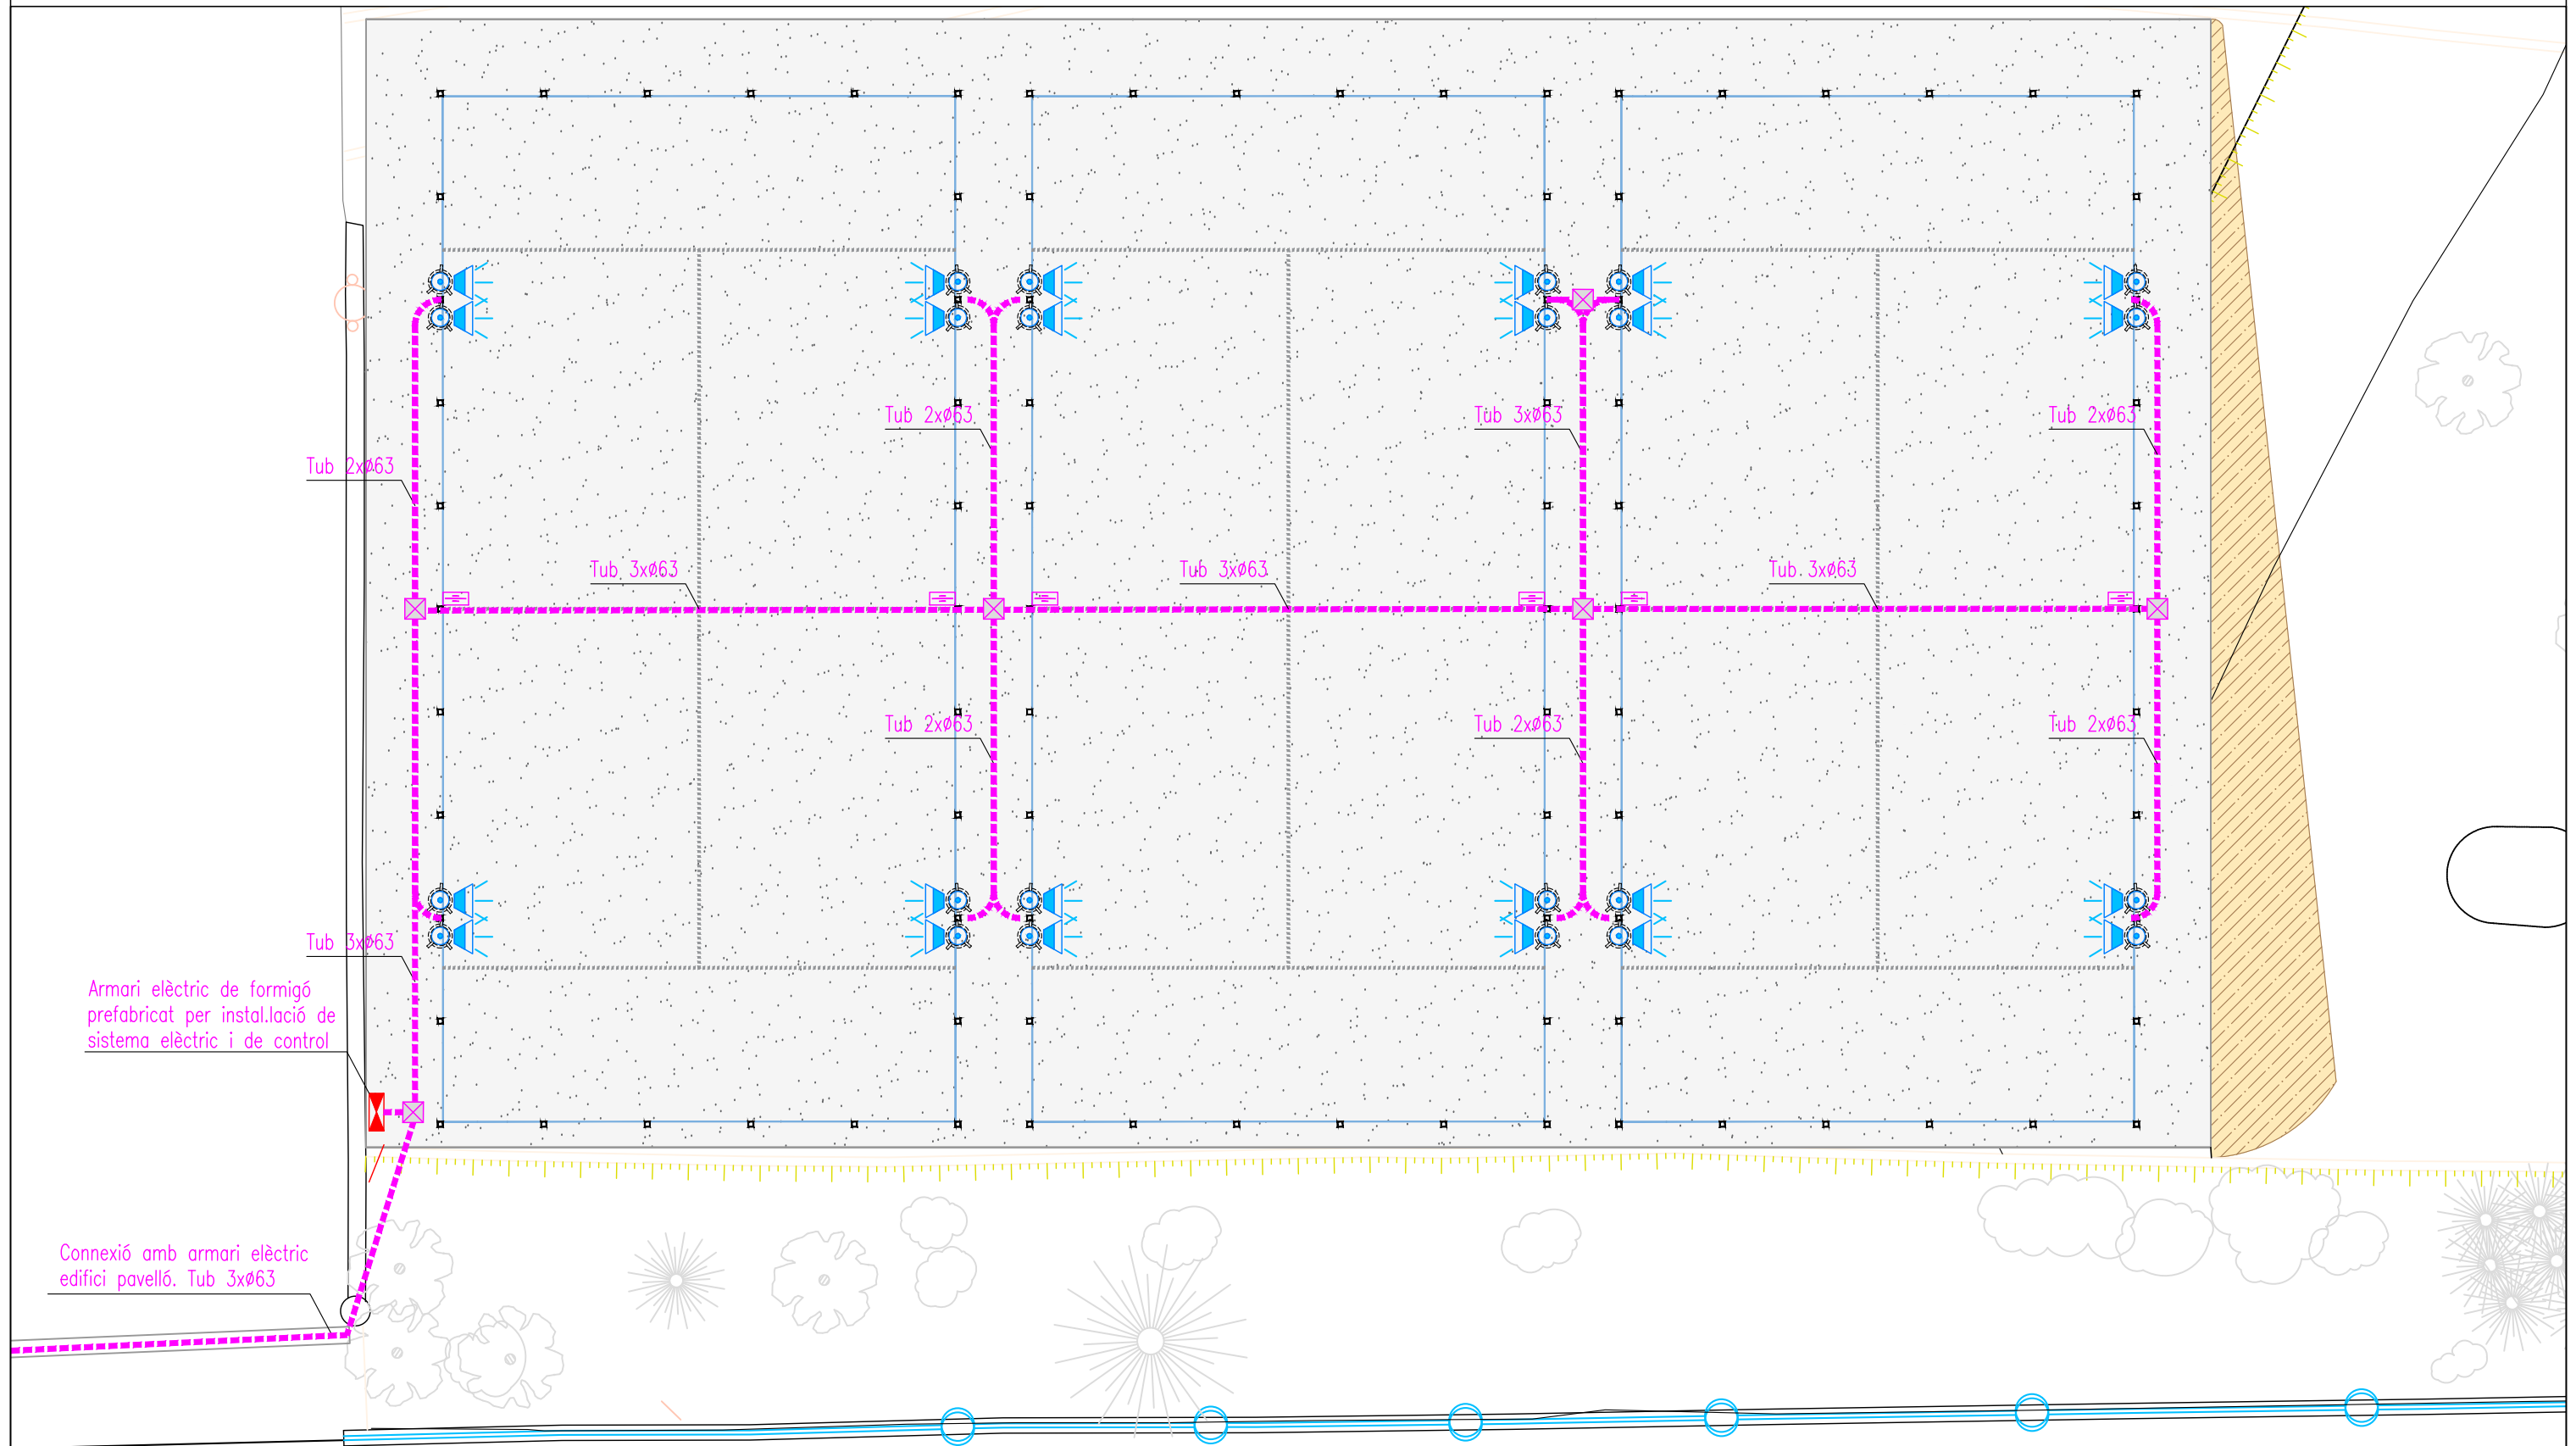 Tub 2xø63
Tub 3xø63
Tub 2xø63
Tub 2xø63
Tub 3xø63
Tub 3xø63
Tub 3xø63
Tub 2xø63
Tub 2xø63
Tub 2xø63
Tub 3xø63
Armari elèctric de formigó
prefabricat per instal.lació de
sistema elèctric i de control
Connexió amb armari elèctric
edifici pavelló. Tub 3xø63